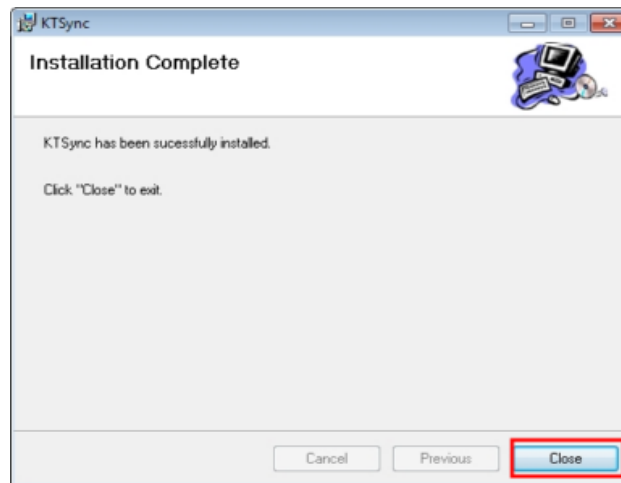 KTSync
Installation Complete
KTSync has been sucessfully installed.
Click "Close" to exit.
Cancel
Previous
Close